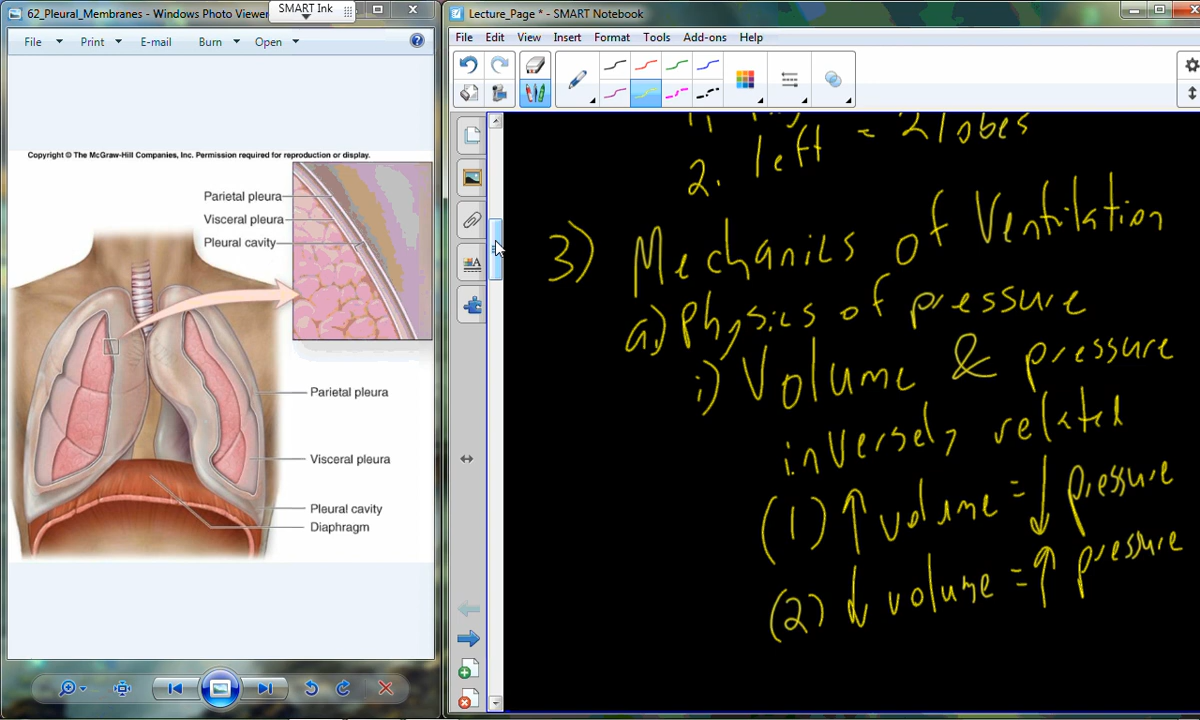 62_Pleural_Membranes - Windows Photo Viewer
SMART Ink
File Print E-mail Burn Open
Copyright © The McGraw-Hill Companies, Inc. Permission required for reproduction or display.
Parietal pleura
Visceral pleura
Pleural cavity
Parietal pleura
Visceral pleura
Pleural cavity
Diaphragm
Lecture_Page * - SMART Notebook
File Edit View Insert Format Tools Add-ons Help
2. left = 2 lobes
3) Mechanics of Ventilation
a.) Physics of pressure
i) Volume & pressure
inversely related
(1) ↑ volume = ↓ pressure
(2) ↓ volume = ↑ pressure